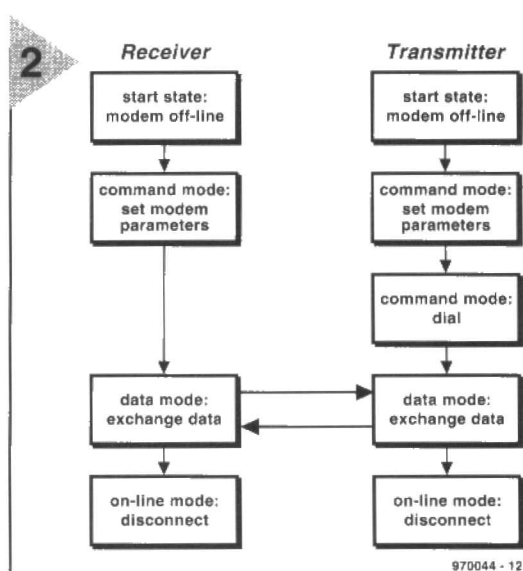 2
Receiver
Transmitter
start state:
modem off-line
start state:
modem off-line
command mode:
set modem
parameters
command mode:
set modem
parameters
command mode:
dial
data mode:
exchange data
data mode:
exchange data
on-line mode:
disconnect
on-line mode:
disconnect
970044 - 12